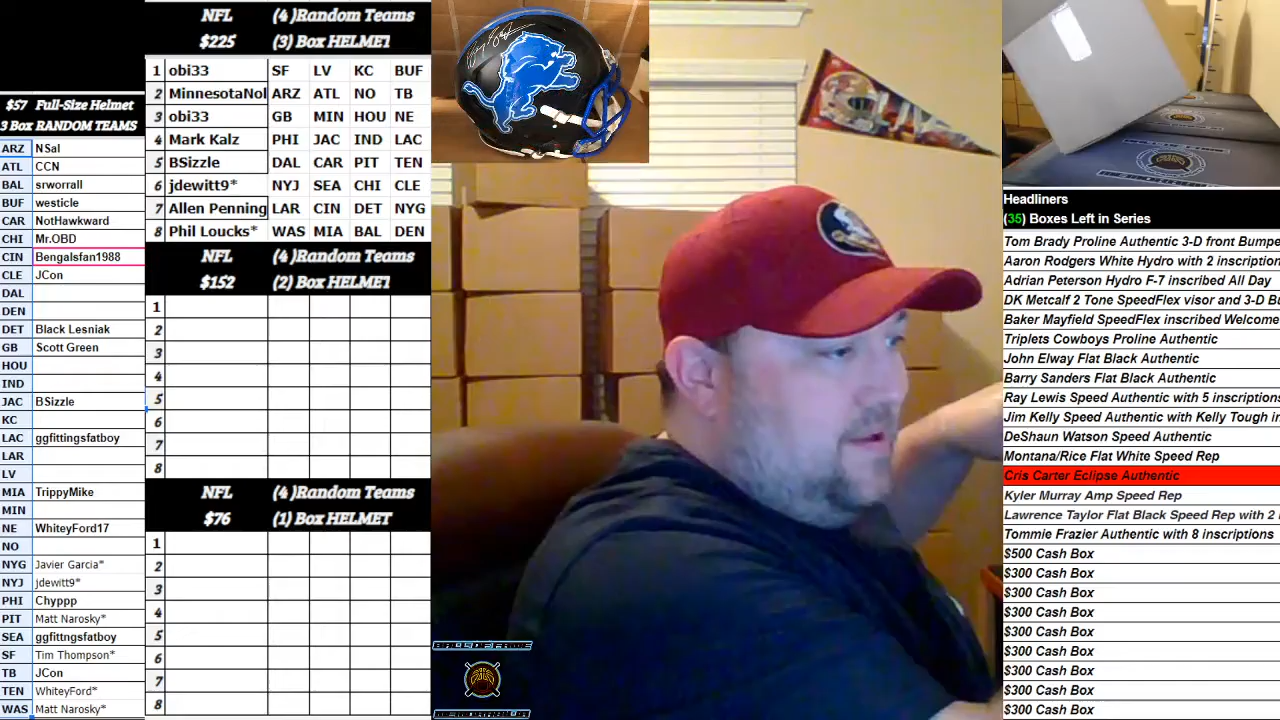 $57 Full-Size Helmet
3 Box RANDOM TEAMS
ARZ NSal
ATL CCN
BAL srworrall
BUF westicle
CAR NotHawkward
CHI Mr.OBD
CIN Bengalsfan1988
CLE JCon
DAL
DEN
DET Black Lesniak
GB Scott Green
HOU
IND
JAC BSizzle
KC
LAC ggfittingsfatboy
LAR
LV
MIA TrippyMike
MIN
NE WhiteyFord17
NO
NYG Javier Garcia*
NYJ jdewitt9*
PHI Chyppp
PIT Matt Narosky*
SEA ggfittngsfatboy
SF Tim Thompson*
TB JCon
TEN WhiteyFord*
WAS Matt Narosky*
NFL (4 )Random Teams
$225 (3) Box HELMET
1 obi33 SF LV KC BUF
2 MinnesotaNol ARZ ATL NO TB
3 obi33 GB MIN HOU NE
4 Mark Kalz PHI JAC IND LAC
5 BSizzle DAL CAR PIT TEN
6 jdewitt9* NYJ SEA CHI CLE
7 Allen Penning LAR CIN DET NYG
8 Phil Loucks* WAS MIA BAL DEN
NFL (4 )Random Teams
$152 (2) Box HELMET
1
2
3
4
5
6
7
8
NFL (4 )Random Teams
$76 (1) Box HELMET
1
2
3
4
5
6
7
8
BALLS OF FAME
Headliners
(35) Boxes Left in Series
Tom Brady Proline Authentic 3-D front Bumpe
Aaron Rodgers White Hydro with 2 inscription
Adrian Peterson Hydro F-7 inscribed All Day
DK Metcalf 2 Tone SpeedFlex visor and 3-D Bu
Baker Mayfield SpeedFlex inscribed Welcome
Triplets Cowboys Proline Authentic
John Elway Flat Black Authentic
Barry Sanders Flat Black Authentic
Ray Lewis Speed Authentic with 5 inscriptions
Jim Kelly Speed Authentic with Kelly Tough in
DeShaun Watson Speed Authentic
Montana/Rice Flat White Speed Rep
Cris Carter Eclipse Authentic
Kyler Murray Amp Speed Rep
Lawrence Taylor Flat Black Speed Rep with 2 i
Tommie Frazier Authentic with 8 inscriptions
$500 Cash Box
$300 Cash Box
$300 Cash Box
$300 Cash Box
$300 Cash Box
$300 Cash Box
$300 Cash Box
$300 Cash Box
$300 Cash Box